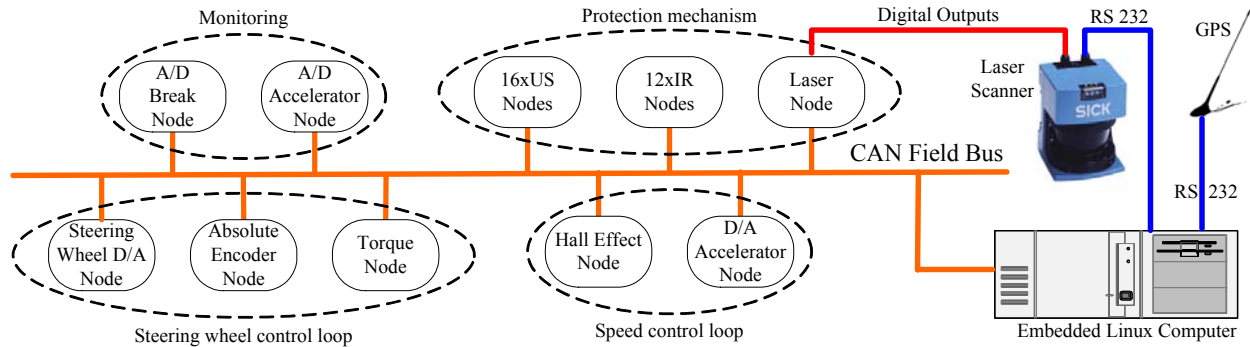 Monitoring
Protection mechanism
Digital Outputs
RS 232
GPS
A/D
Break
Node
A/D
Accelerator
Node
16xUS
Nodes
12xIR
Nodes
Laser
Node
Laser
Scanner
SICK
CAN Field Bus
RS 232
Steering
Wheel D/A
Node
Absolute
Encoder
Node
Torque
Node
Hall Effect
Node
D/A
Accelerator
Node
Steering wheel control loop
Speed control loop
Embedded Linux Computer